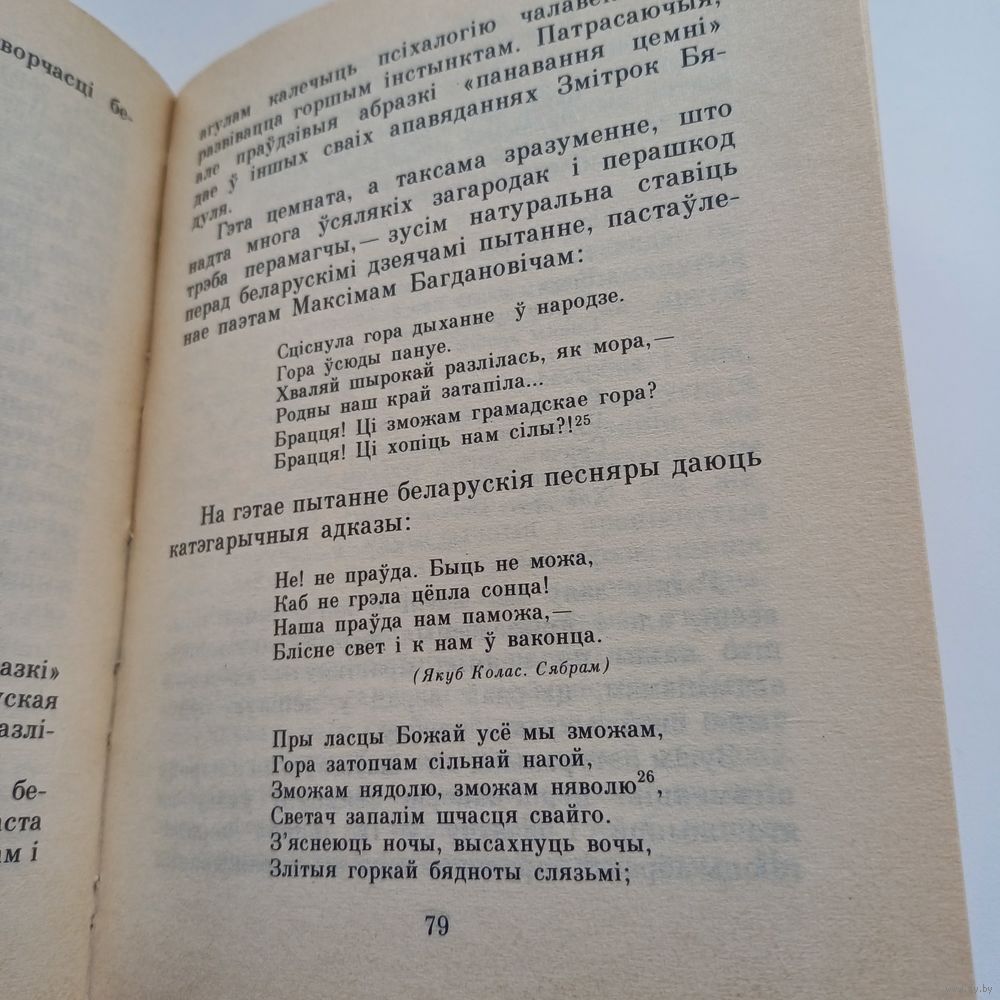 ворчасці бе-
азкі»
уская
азлі-
бе-
аста
ам і
агулам калечыць псіхалогію
развівацца горшым інстынктам. Патрасаючыя,
але праўдзівыя абразкі «панавання цемні»
дае ў іншых сваіх апавяданнях Змітрок Бя-
дуля.
Гэта цемната, а таксама зразуменне, што
надта многа ўсялякіх загародак і перашкод
трэба перамагчы,— зусім натуральна ставіць
перад беларускімі дзеячамі пытанне, пастаўле-
нае паэтам Максімам Багдановічам:
Сціснула гора дыханне ў народзе.
Гора ўсюды пануе.
Хваляй шырокай разлілась, як мора,—
Родны наш край затапіла...
Брацця! Ці зможам грамадскае гора?
Брацця! Ці хопіць нам сілы?!25
На гэтае пытанне беларускія песняры даюць
катэгарычныя адказы:
Не! не праўда. Быць не можа,
Каб не грэла цёпла сонца!
Наша праўда нам паможа,—
Блісне свет і к нам ў ваконца.
(Якуб Колас. Сябрам)
Пры ласцы Божай усё мы зможам,
Гора затопчам сільнай нагой,
Зможам нядолю, зможам няволю26,
Светач запалім шчасця свайго.
З'яснеюць ночы, высахнуць вочы,
Злітыя горкай бядноты слязьмі;
79